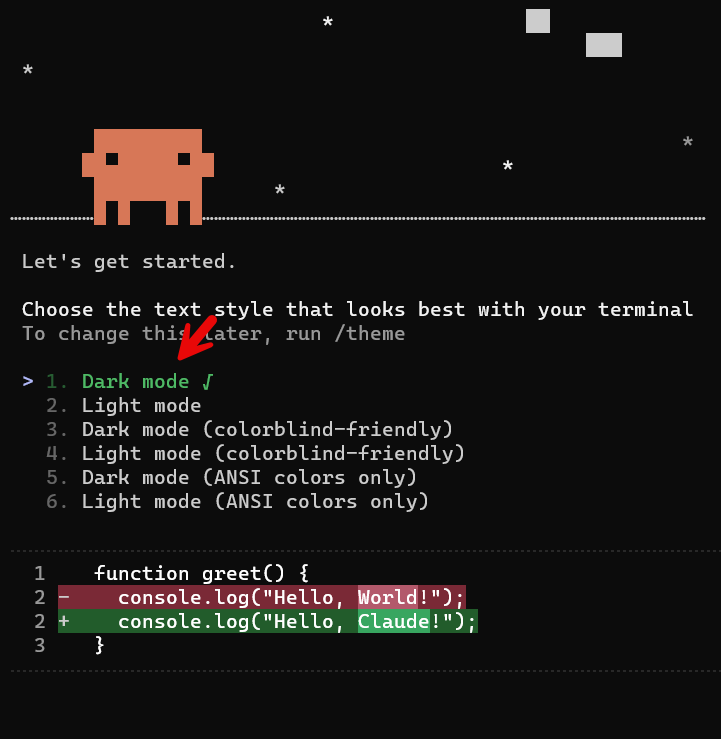 *
*
*
*
*
Let's get started.
Choose the text style that looks best with your terminal
To change this later, run /theme
> 1. Dark mode √
2. Light mode
3. Dark mode (colorblind-friendly)
4. Light mode (colorblind-friendly)
5. Dark mode (ANSI colors only)
6. Light mode (ANSI colors only)
1 function greet() {
2 - console.log("Hello, World!");
2 + console.log("Hello, Claude!");
3 }